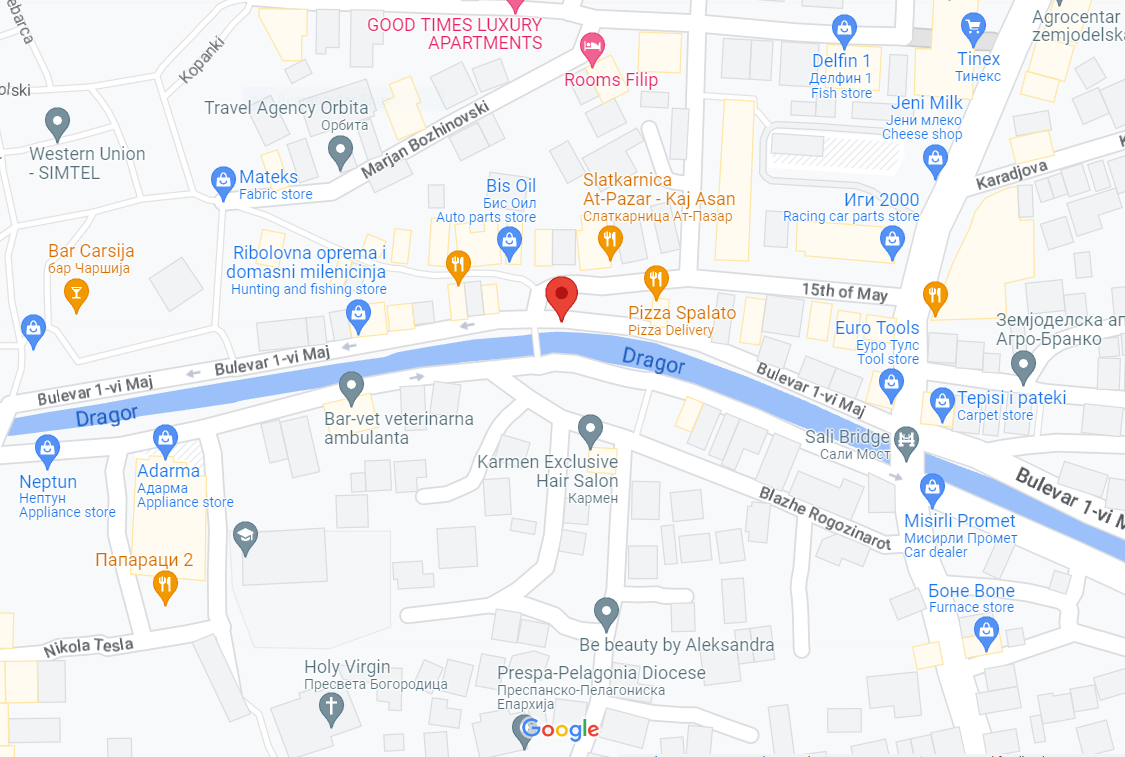 GOOD TIMES LUXURY
APARTMENTS
Rooms Filip
Kopanki
Delfin 1
Делфин 1
Fish store
Tinex
Тинекс
Agrocentar
zemjodelska
Travel Agency Orbita
Орбита
Marjan Bozhinovski
Jeni Milk
Јени млеко
Cheese shop
Western Union
- SIMTEL
Mateks
Fabric store
Karadjova
Bis Oil
Бис Оил
Auto parts store
Slatkarnica
At-Pazar - Kaj Asan
Слаткарница Ат-Пазар
Иги 2000
Racing car parts store
Bar Carsija
бар Чаршија
Ribolovna oprema i
domasni milenicinja
Hunting and fishing store
15th of May
Pizza Spalato
Pizza Delivery
Euro Tools
Еуро Тулс
Tool store
Земјоделска ап
Агро-Бранко
Bulevar 1-vi Maj
Bulevar 1-vi Maj
Dragor
Dragor
Bulevar 1-vi Maj
Tepisi i pateki
Carpet store
Bar-vet veterinarna
ambulanta
Sali Bridge
Сали Мост
Karmen Exclusive
Hair Salon
Кармен
Neptun
Нептун
Appliance store
Adarma
Адарма
Appliance store
Bulevar 1-vi M
Blazhe Rogozinarot
Misirli Promet
Мисирли Промет
Car dealer
Папараци 2
Боне Bone
Furnace store
Nikola Tesla
Be beauty by Aleksandra
Holy Virgin
Пресвета Богородица
Prespa-Pelagonia Diocese
Преспанско-Пелагониска
Епархија
Google